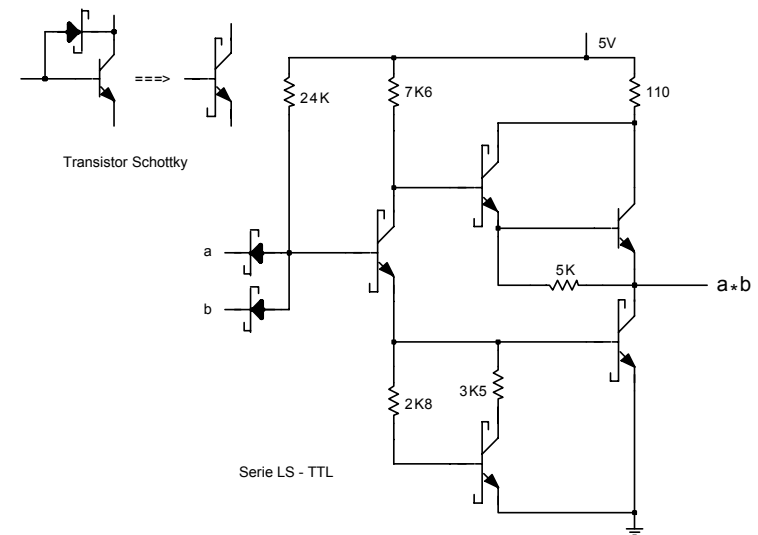 5V
===>
24K
7K6
110
Transistor Schottky
a
5K
a*b
b
2K8
3K5
Serie LS - TTL